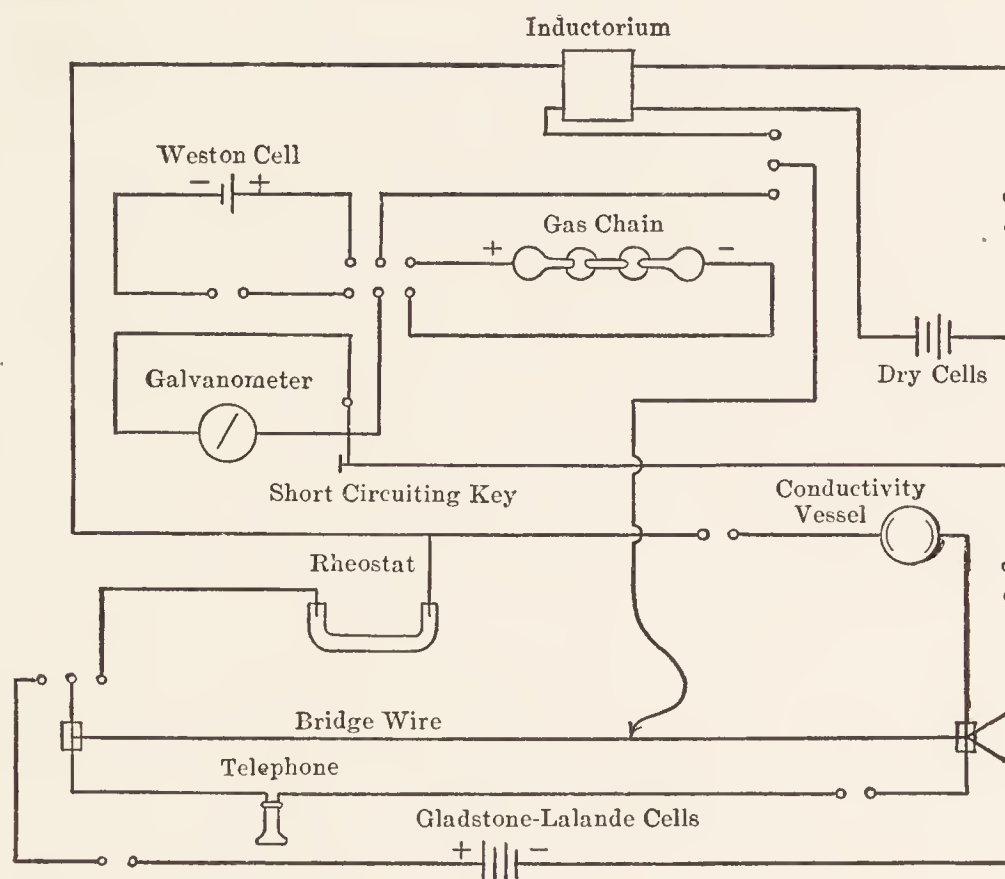 Inductorium
Weston Cell
− +
Gas Chain
+ −
Dry Cells
Galvanometer
Short Circuiting Key
Conductivity
Vessel
Rheostat
Bridge Wire
Telephone
Gladstone-Lalande Cells
+ −